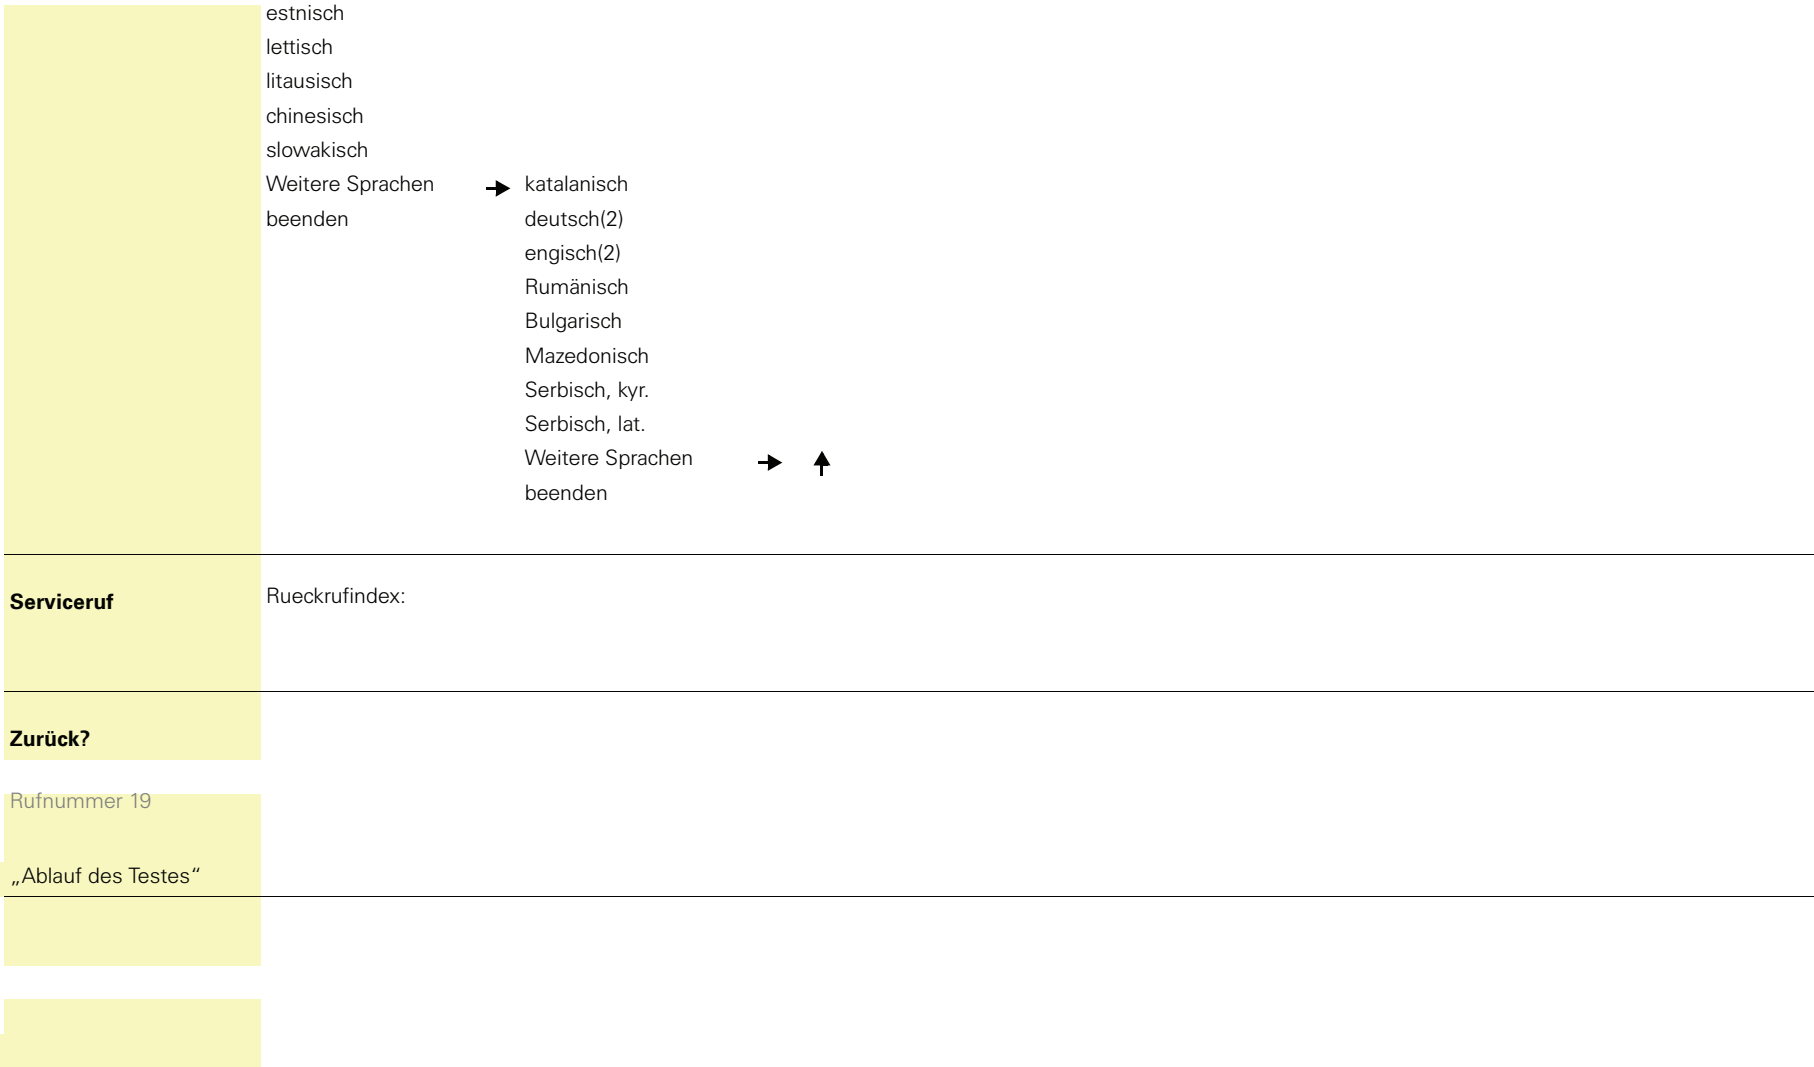 estnisch
lettisch
litausisch
chinesisch
slowakisch
Weitere Sprachen → katalanisch
beenden deutsch(2)
engisch(2)
Rumänisch
Bulgarisch
Mazedonisch
Serbisch, kyr.
Serbisch, lat.
Weitere Sprachen → ↑
beenden
Serviceruf Rueckrufindex:
Zurück?
Rufnummer 19
„Ablauf des Testes“